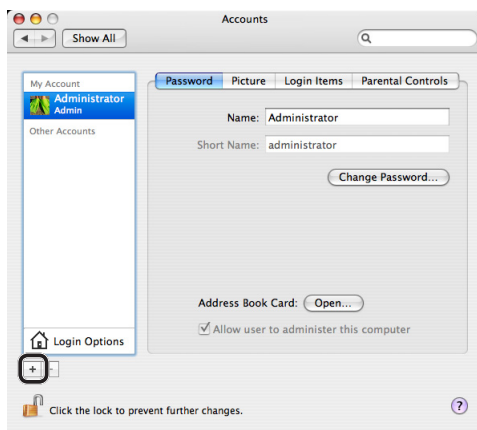 Accounts
Show All
My Account
Administrator
Admin
Other Accounts
Login Options
+ -
Password Picture Login Items Parental Controls
Name: Administrator
Short Name: administrator
Change Password...
Address Book Card: Open...
Allow user to administer this computer
Click the lock to prevent further changes.
?